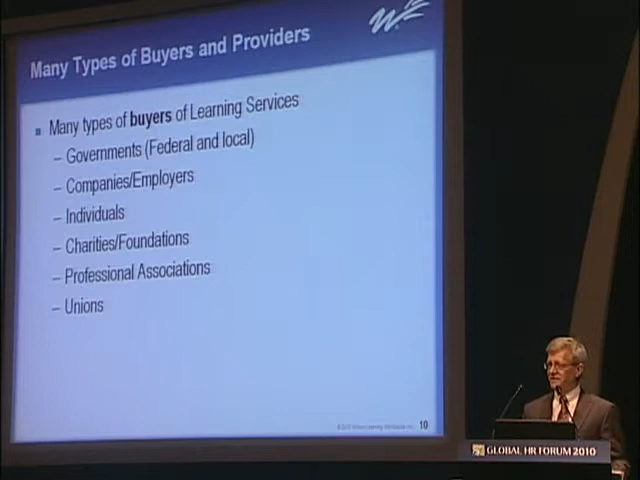 Many Types of Buyers and Providers
Many types of buyers of Learning Services
– Governments (Federal and local)
– Companies/Employers
– Individuals
– Charities/Foundations
– Professional Associations
– Unions
10
GLOBAL HR FORUM 2010